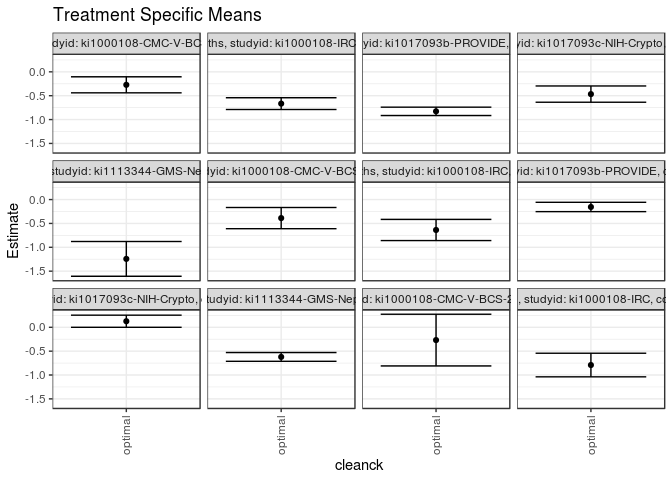 Treatment Specific Means
dyid: ki1000108-CMC-V-BC
ths, studyid: ki1000108-IRC
yid: ki1017093b-PROVIDE,
yid: ki1017093c-NIH-Crypto,
0.0
-0.5
-1.0
-1.5
studyid: ki1113344-GMS-Ne
dyid: ki1000108-CMC-V-BCS
ths, studyid: ki1000108-IRC,
id: ki1017093b-PROVIDE, c
0.0
-0.5
-1.0
-1.5
id: ki1017093c-NIH-Crypto,
tudyid: ki1113344-GMS-Nep
d: ki1000108-CMC-V-BCS-2
, studyid: ki1000108-IRC, co
0.0
-0.5
-1.0
-1.5
Estimate
optimal
optimal
optimal
optimal
cleanck